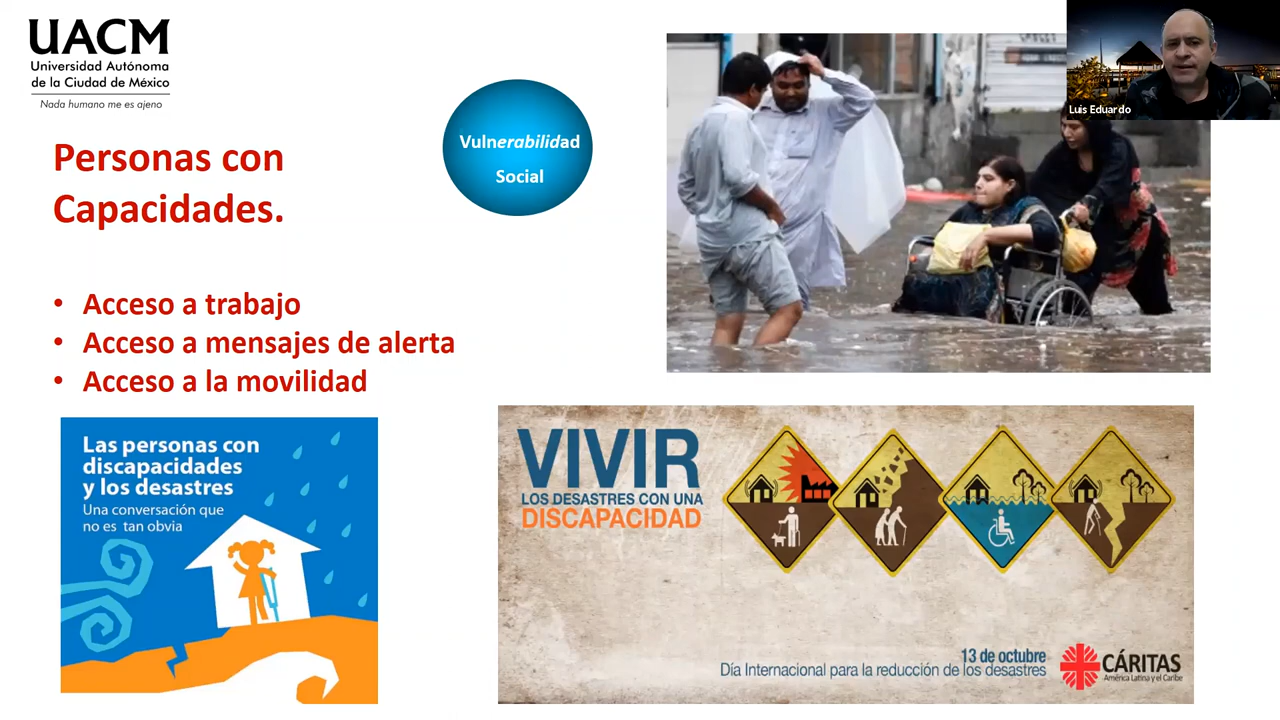 UACM
Universidad Autónoma
de la Ciudad de México
Nada humano me es ajeno
Personas con
Capacidades.
Vulnerabilidad
Social
Luis Eduardo
• Acceso a trabajo
• Acceso a mensajes de alerta
• Acceso a la movilidad
Las personas con
discapacidades
y los desastres
Una conversación que
no es tan obvia
VIVIR
LOS DESASTRES CON UNA
DISCAPACIDAD
13 de octubre
Día Internacional para la reducción de los desastres
CÁRITAS
América Latina y el Caribe